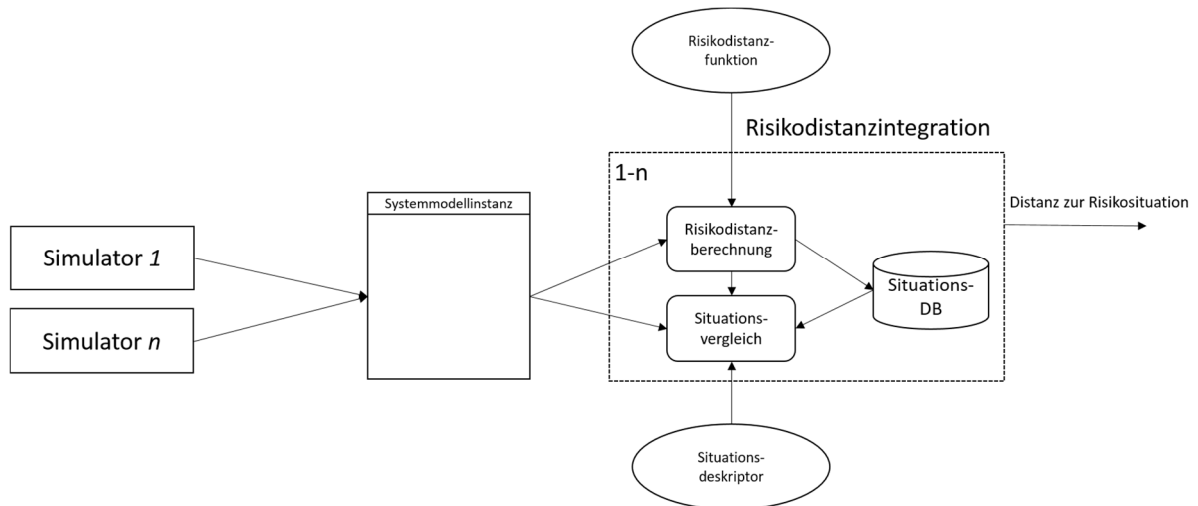 Risikodistanz-
funktion
Risikodistanzintegration
1-n
Systemmodellinstanz
Distanz zur Risikosituation
Simulator 1
Risikodistanz-
berechnung
Situations-
DB
Simulator n
Situations-
vergleich
Situations-
deskriptor